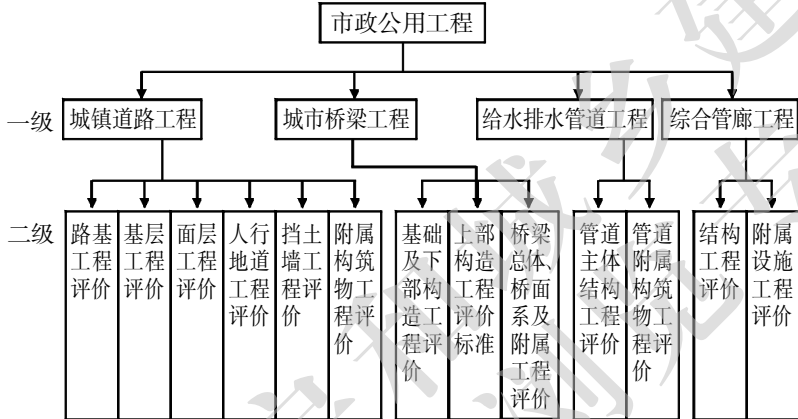 市政公用工程
一级
城镇道路工程
城市桥梁工程
给水排水管道工程
综合管廊工程
二级
路基
工程
评价
基层
工程
评价
面层
工程
评价
人行
地道
工程
评价
挡土
墙工
程评
价
附属
构筑
物工
程评
价
基础
及下
部构
造工
程评
价
上部
构造
工程
评价
标准
桥梁
总体、
桥面
系及
附属
工程
评价
管道
主体
结构
工程
评价
管道
附属
构筑
物工
程评
价
结构
工程
评价
附属
设施
工程
评价